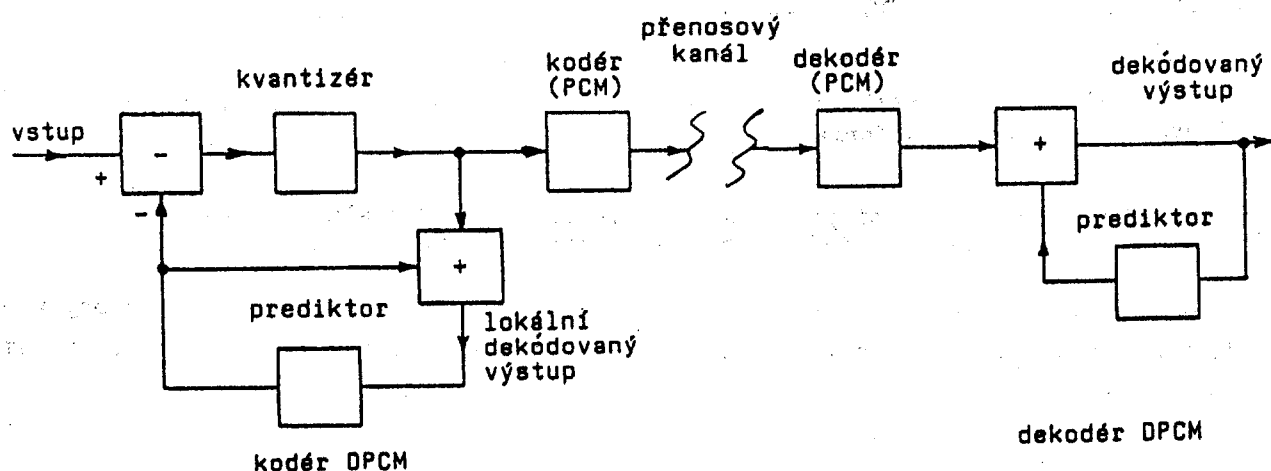 přenosový
kanál
kodér
(PCM)
dekodér
(PCM)
dekódovaný
výstup
kvantizér
vstup
-
+
+
-
prediktor
+
prediktor
lokální
dekódovaný
výstup
dekodér DPCM
kodér DPCM